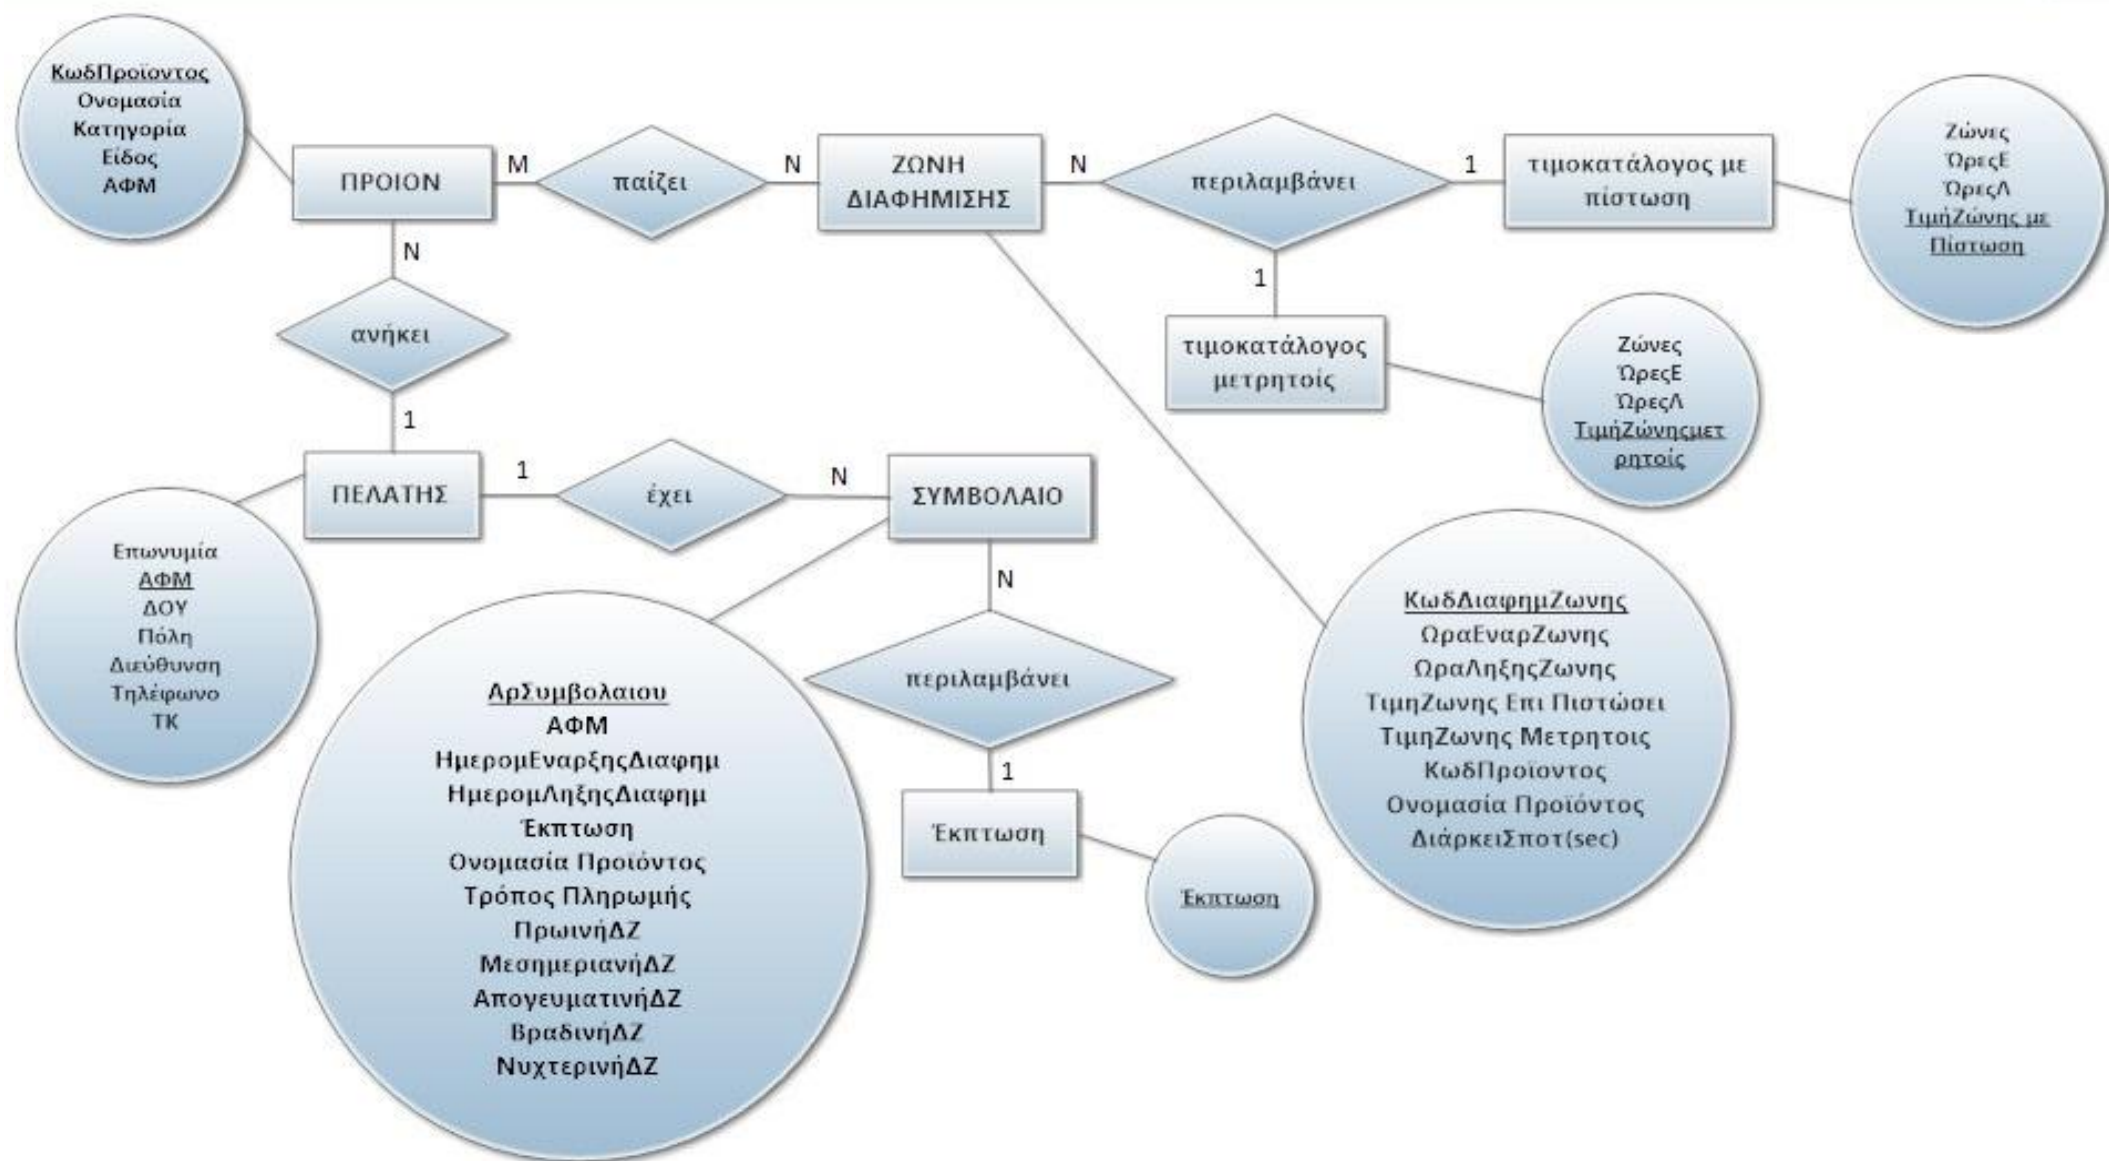 ΚωδΠροϊοντος
Ονομασία
Κατηγορία
Είδος
ΑΦΜ
ΠΡΟΙΟΝ
M
παίζει
N
ΖΩΝΗ
ΔΙΑΦΗΜΙΣΗΣ
N
περιλαμβάνει
1
τιμοκατάλογος με
πίστωση
Ζώνες
ΏρεςΕ
ΏρεςΛ
ΤιμήΖώνης με
Πίστωση
N
ανήκει
1
1
τιμοκατάλογος
μετρητοίς
Ζώνες
ΏρεςΕ
ΏρεςΛ
ΤιμήΖώνηςμετ
ρητοίς
ΠΕΛΑΤΗΣ
1
έχει
N
ΣΥΜΒΟΛΑΙΟ
Επωνυμία
ΑΦΜ
ΔΟΥ
Πόλη
Διεύθυνση
Τηλέφωνο
ΤΚ
N
περιλαμβάνει
1
Έκπτωση
Έκπτωση
ΑρΣυμβολαιου
ΑΦΜ
ΗμερομΕναρξηςΔιαφημ
ΗμερομΛηξηςΔιαφημ
Έκπτωση
Ονομασία Προϊόντος
Τρόπος Πληρωμής
ΠρωινήΔΖ
ΜεσημεριανήΔΖ
ΑπογευματινήΔΖ
ΒραδινήΔΖ
ΝυχτερινήΔΖ
ΚωδΔιαφημΖωνης
ΩραΕναρΖωνης
ΩραΛηξηςΖωνης
ΤιμηΖωνης Επι Πιστώσει
ΤιμηΖωνης Μετρητοις
ΚωδΠροϊοντος
Ονομασία Προϊόντος
ΔιάρκειΣποτ(sec)